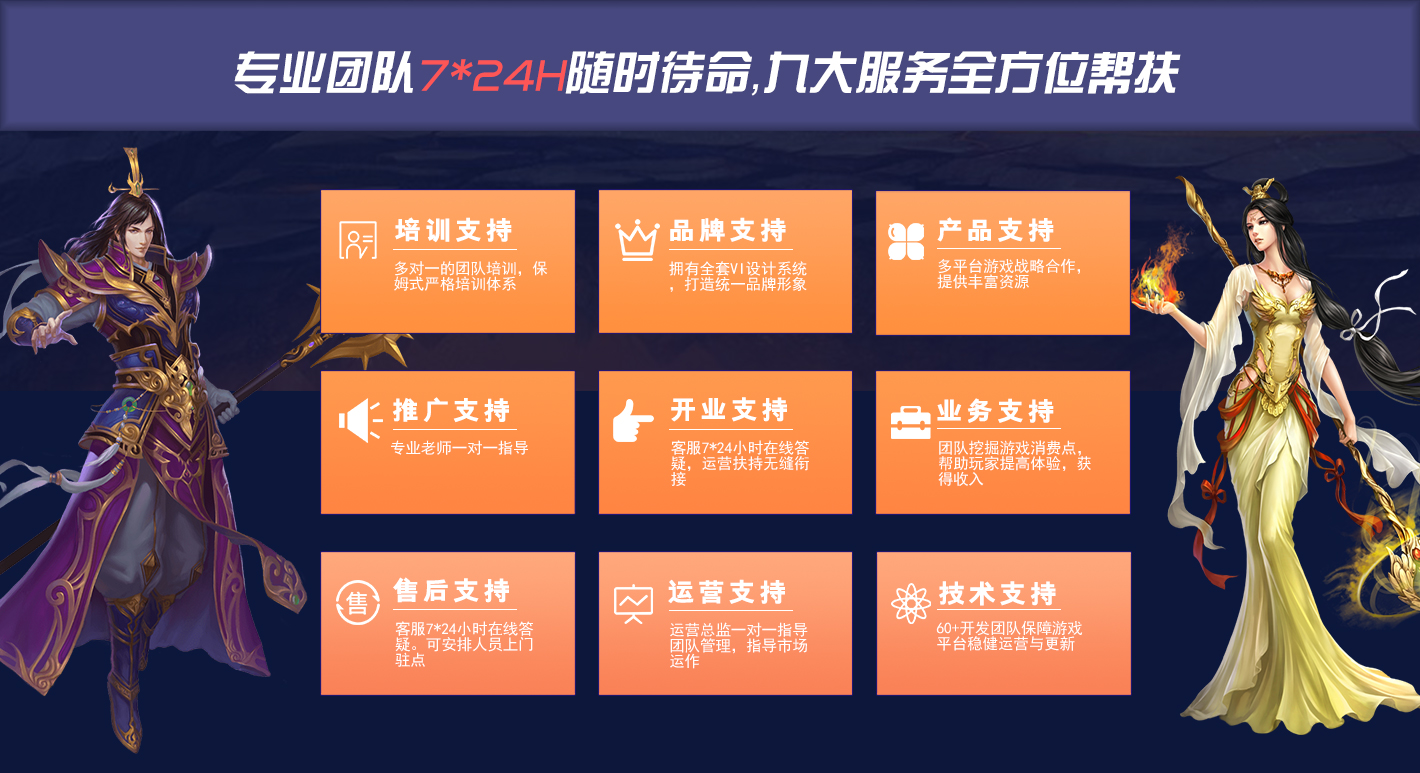 专业团队7*24H随时待命,九大服务全方位帮扶
培训支持
多对一的团队培训，保
姆式严格培训体系
品牌支持
拥有全套VI设计系统
，打造统一品牌形象
产品支持
多平台游戏战略合作，
提供丰富资源
推广支持
专业老师一对一指导
开业支持
客服7*24小时在线答
疑，运营扶持无缝衔
接
业务支持
团队挖掘游戏消费点，
帮助玩家提高体验，获
得收入
售
售后支持
客服7*24小时在线答
疑。可安排人员上门
驻点
运营支持
运营总监一对一指导
团队管理，指导市场
运作
技术支持
60+开发团队保障游戏
平台稳健运营与更新